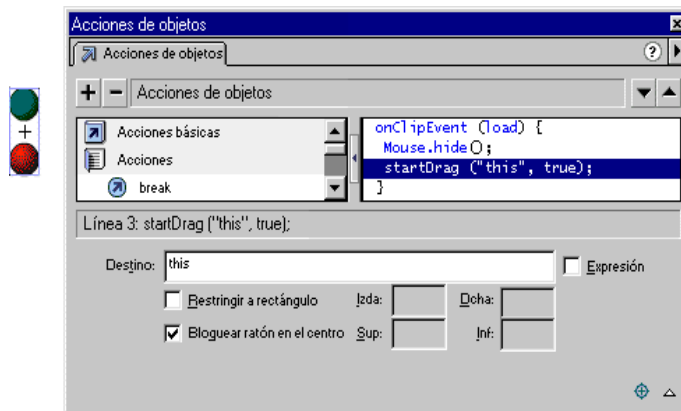 Acciones de objetos
Acciones de objetos
?
Acciones de objetos
Acciones básicas
Acciones
break
onClipEvent (load) {
Mouse.hide();
startDrag ("this", true);
}
Línea 3: startDrag ("this", true);
Destino: this
Expresión
Restringir a rectángulo Izda: Dcha:
Bloquear ratón en el centro Sup: Inf: